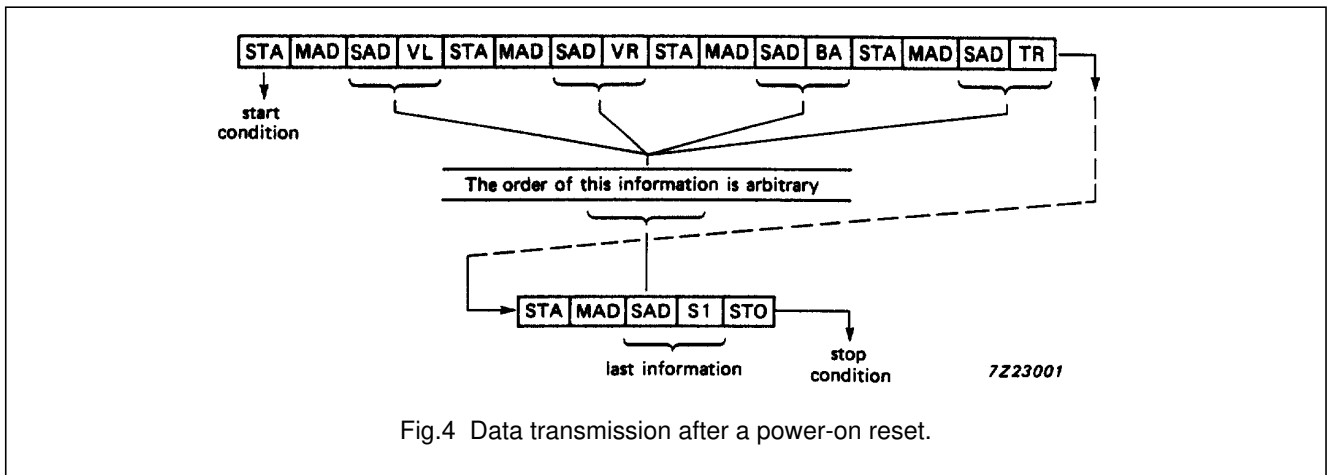 STA MAD SAD VL STA MAD SAD VR STA MAD SAD BA STA MAD SAD TR
start
condition
The order of this information is arbitrary
STA MAD SAD S1 STO
last information
stop
condition
7Z23001
Fig.4 Data transmission after a power-on reset.